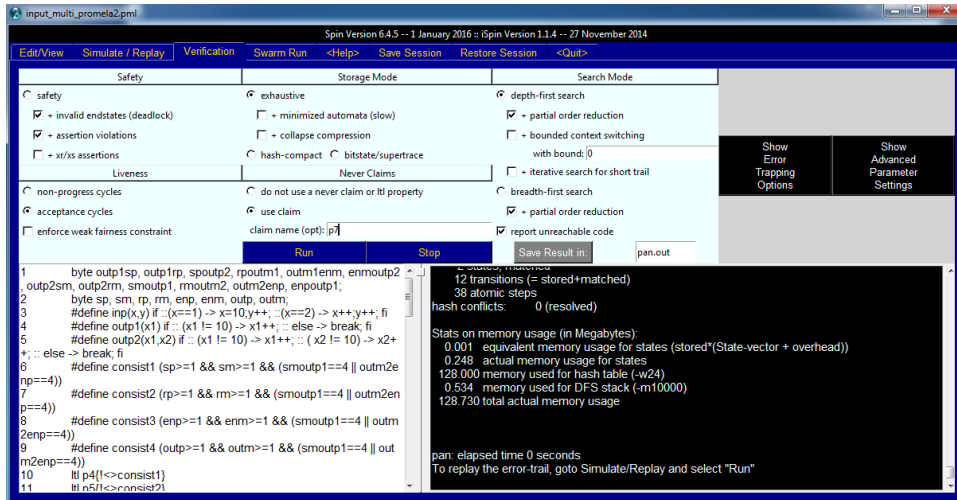 input_multi_promela2.pml
Spin Version 6.4.5 -- 1 January 2016 :: iSpin Version 1.1.4 -- 27 November 2014
Edit/View Simulate / Replay Verification Swarm Run <Help> Save Session Restore Session <Quit>
Safety Storage Mode Search Mode
safety exhaustive depth-first search
+ invalid endstates (deadlock) + minimized automata (slow) + partial order reduction
+ assertion violations + collapse compression + bounded context switching
+ xr/xs assertions hash-compact bitstate/supertrace with bound: 0
Liveness Never Claims + iterative search for short trail
non-progress cycles do not use a never claim or ltl property breadth-first search
acceptance cycles use claim + partial order reduction
enforce weak fairness constraint claim name (opt): p7 report unreachable code
Run Stop Save Result in: pan.out
Show
Error
Trapping
Options
Show
Advanced
Parameter
Settings
1 byte outp1sp, outp1rp, spoutp2, rpoutm1, outm1enm, enmoutp2
, outp2sm, outp2rm, smoutp1, rmoutm2, outm2enp, enpoutp1;
2 byte sp, sm, rp, rm, enp, enm, outp, outm;
3 #define inp(x,y) if ::(x==1) -> x=10;y++; ::(x==2) -> x++;y++; fi
4 #define outp1(x1) if :: (x1 != 10) -> x1++; :: else -> break; fi
5 #define outp2(x1,x2) if :: (x1 != 10) -> x1++; :: ( x2 != 10) -> x2+
+; :: else -> break; fi
6 #define consist1 (sp>=1 && sm>=1 && (smoutp1==4 || outm2e
np==4))
7 #define consist2 (rp>=1 && rm>=1 && (smoutp1==4 || outm2en
p==4))
8 #define consist3 (enp>=1 && enm>=1 && (smoutp1==4 || outm
2enp==4))
9 #define consist4 (outp>=1 && outm>=1 && (smoutp1==4 || out
m2enp==4))
10 ltl p4{!<>consist1}
11 ltl p5{!<>consist2}
2 states, matched
12 transitions (= stored+matched)
38 atomic steps
hash conflicts: 0 (resolved)
Stats on memory usage (in Megabytes):
0.001 equivalent memory usage for states (stored*(State-vector + overhead))
0.248 actual memory usage for states
128.000 memory used for hash table (-w24)
0.534 memory used for DFS stack (-m10000)
128.730 total actual memory usage
pan: elapsed time 0 seconds
To replay the error-trail, goto Simulate/Replay and select "Run"